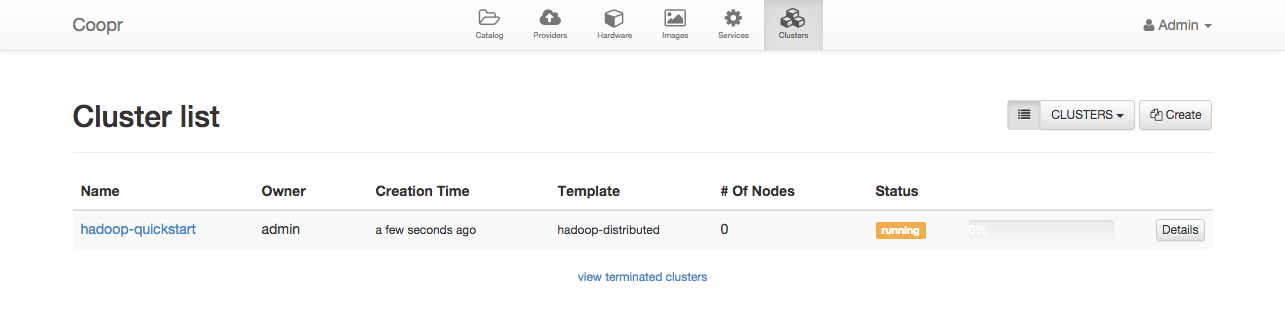 Coopr
Catalog Providers Hardware Images Services Clusters
Admin
Cluster list
CLUSTERS Create
Name Owner Creation Time Template # Of Nodes Status
hadoop-quickstart admin a few seconds ago hadoop-distributed 0 running 0% Details
view terminated clusters